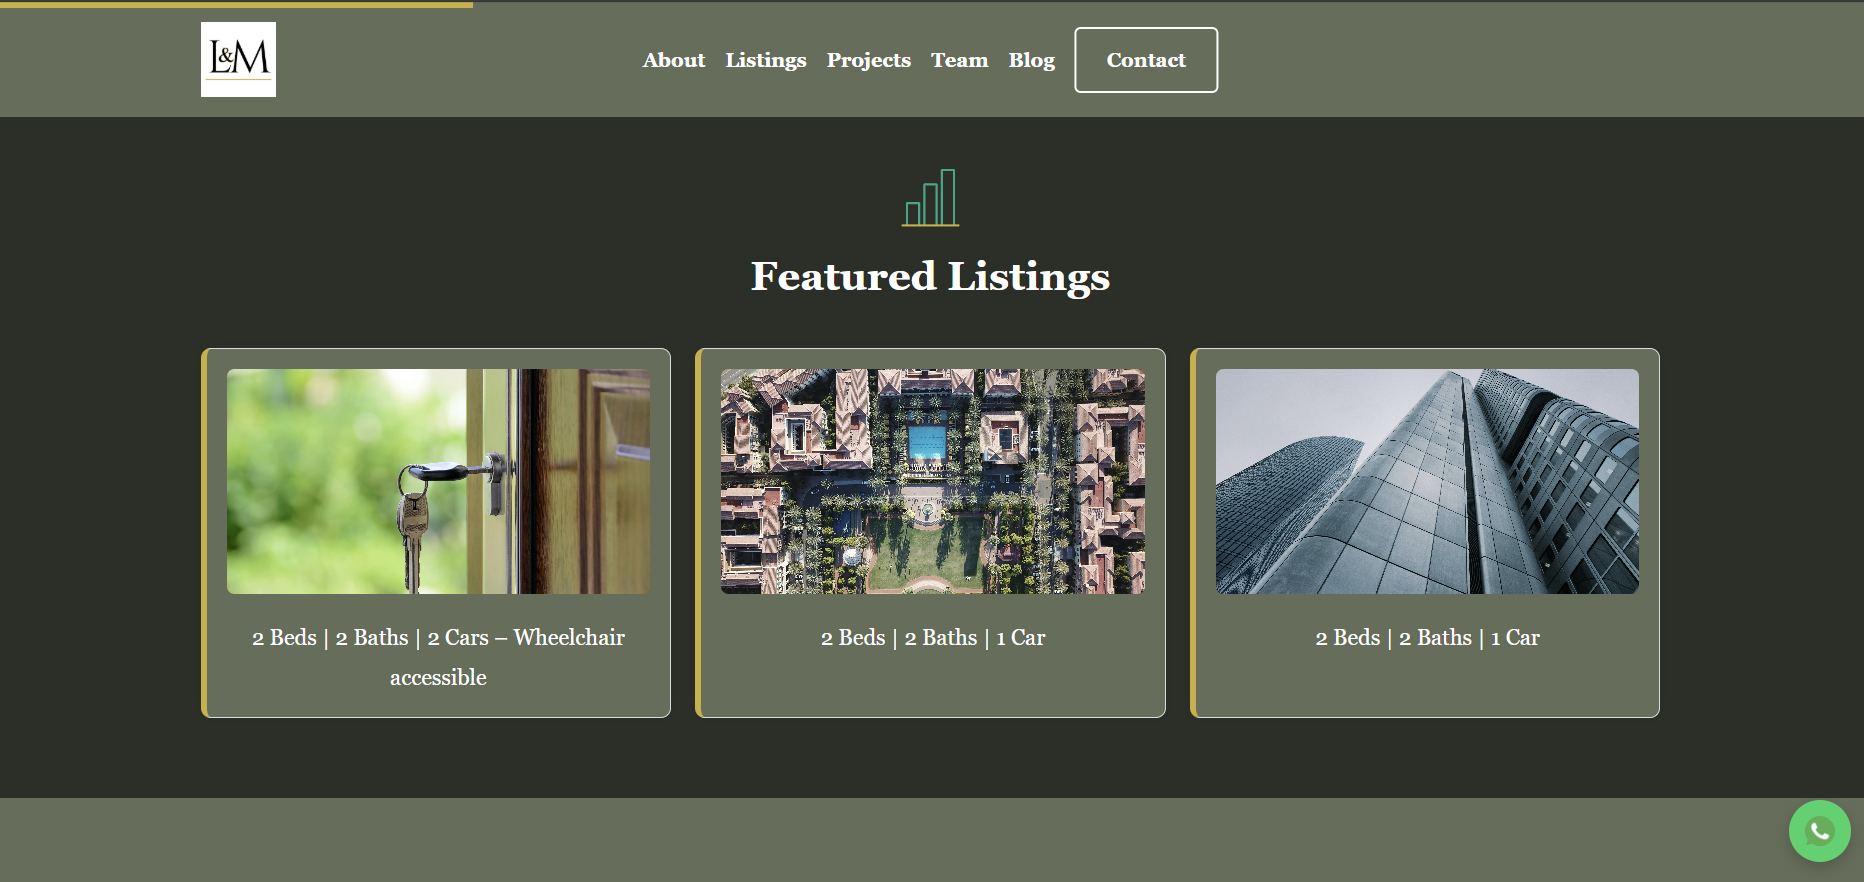 L&M
About Listings Projects Team Blog Contact
Featured Listings
2 Beds | 2 Baths | 2 Cars – Wheelchair
accessible
2 Beds | 2 Baths | 1 Car
2 Beds | 2 Baths | 1 Car